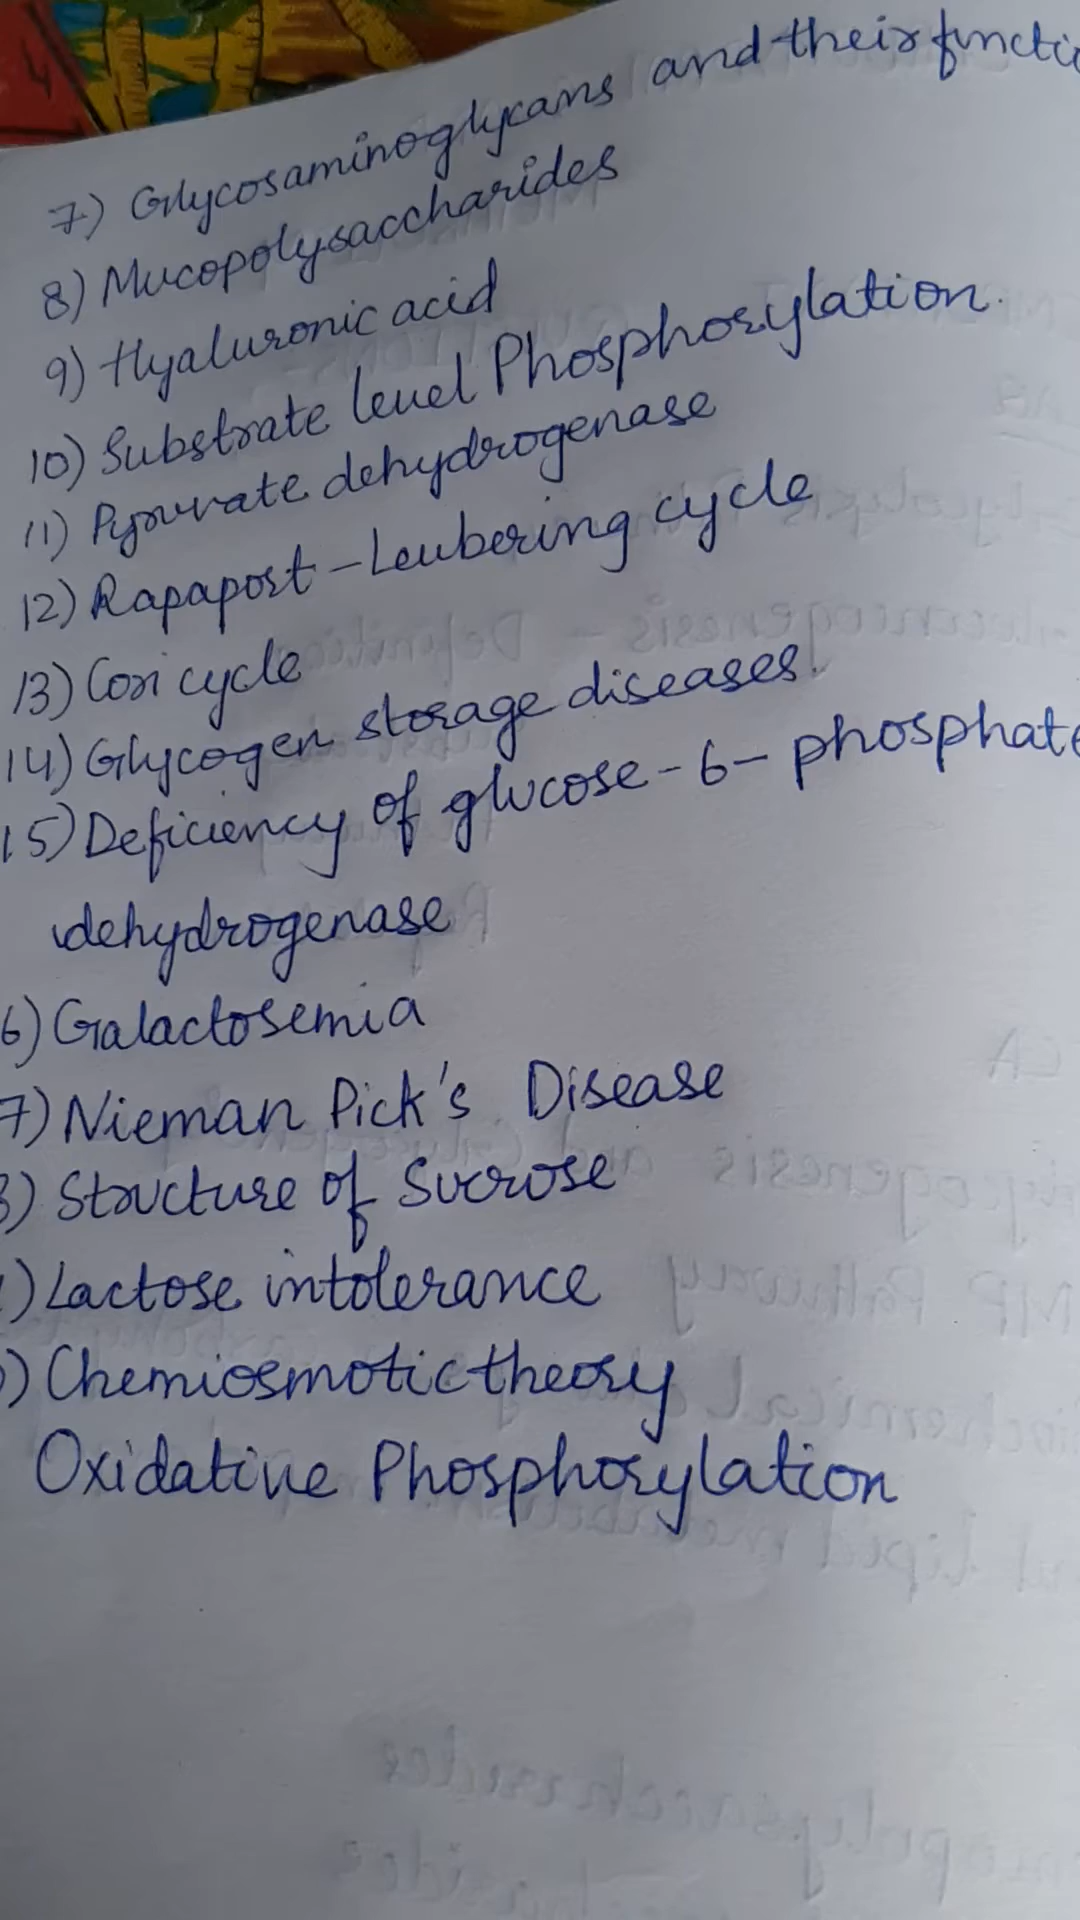 7) Glycosaminoglycans and their functi
8) Mucopolysaccharides
9) Hyaluronic acid
10) Substrate level Phosphorylation.
11) Pyruvate dehydrogenase
12) Rapaport-Leubering cycle
13) Cori cycle
14) Glycogen storage diseases.
15) Deficiency of glucose-6-phosphate
dehydrogenase
6) Galactosemia
7) Nieman Pick's Disease
) Structure of Sucrose
) Lactose intolerance
) Chemiosmotic theory
Oxidative Phosphorylation